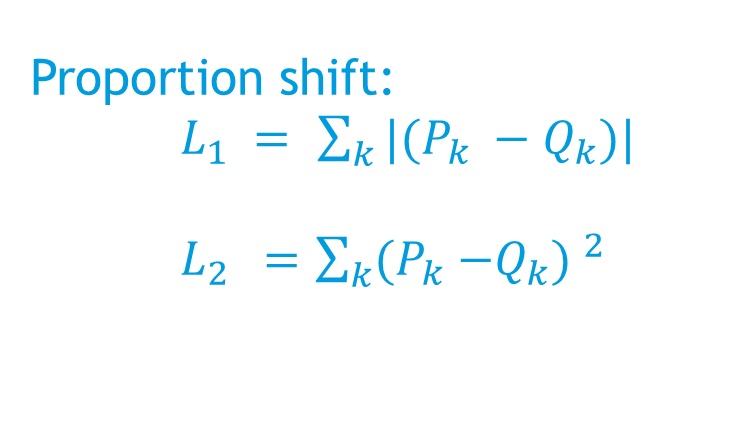 Proportion shift:
L₁ = ∑ₖ |(Pₖ − Qₖ)|
L₂ = ∑ₖ(Pₖ −Qₖ) ²